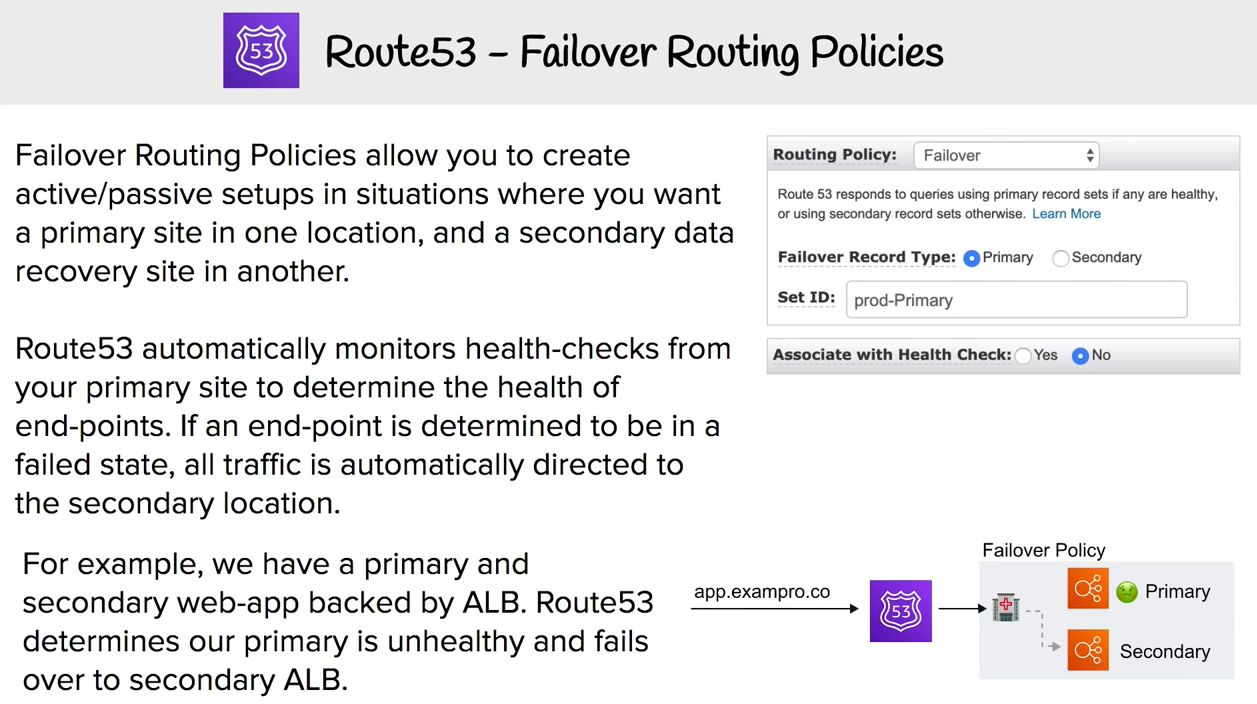 53
Route53 – Failover Routing Policies
Failover Routing Policies allow you to create
active/passive setups in situations where you want
a primary site in one location, and a secondary data
recovery site in another.
Route53 automatically monitors health-checks from
your primary site to determine the health of
end-points. If an end-point is determined to be in a
failed state, all traffic is automatically directed to
the secondary location.
For example, we have a primary and
secondary web-app backed by ALB. Route53
determines our primary is unhealthy and fails
over to secondary ALB.
Routing Policy: Failover
Route 53 responds to queries using primary record sets if any are healthy,
or using secondary record sets otherwise. Learn More
Failover Record Type: Primary Secondary
Set ID: prod-Primary
Associate with Health Check: Yes No
Failover Policy
app.exampro.co
53
Primary
Secondary